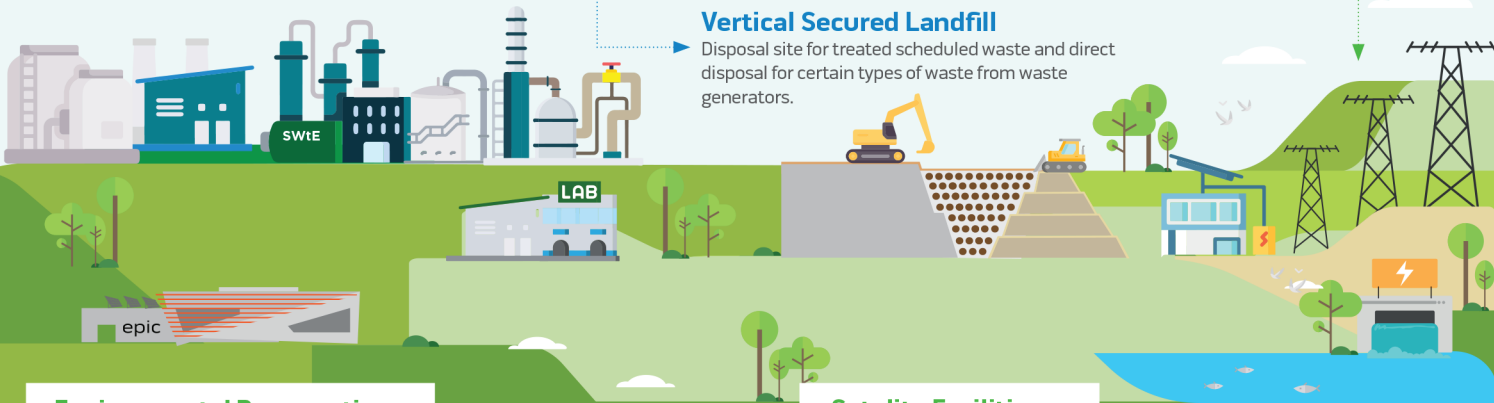 Vertical Secured Landfill
Disposal site for treated scheduled waste and direct
disposal for certain types of waste from waste
generators.
SWtE
LAB
epic